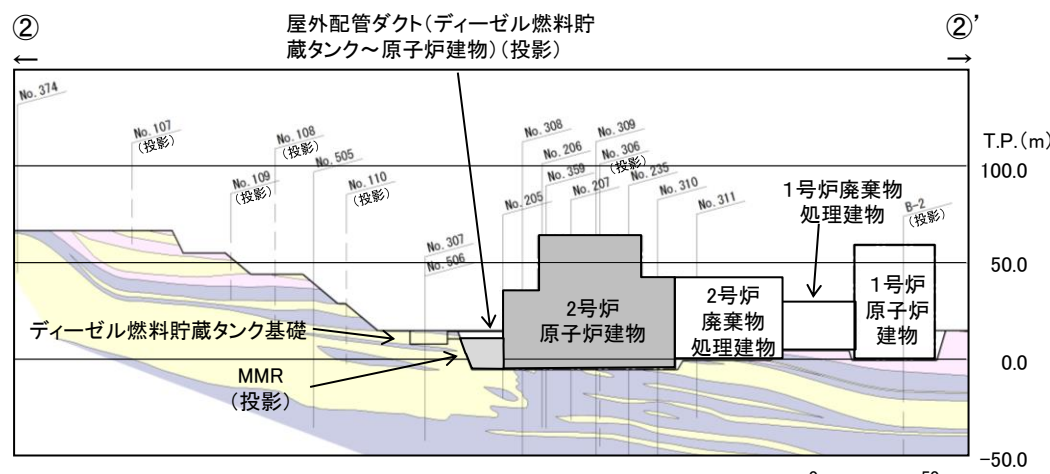 ②
②’
屋外配管ダクト(ディーゼル燃料貯
蔵タンク～原子炉建物)(投影)
←
→
No. 374
No. 107
(投影)
No. 108
(投影)
No. 109
(投影)
No. 505
No. 110
(投影)
No. 307
No. 506
No. 308
No. 206
No. 359
No. 205
No. 207
No. 309
No. 306
(投影)
No. 235
No. 310
No. 311
B-2
(投影)
T.P.(m)
100.0
50.0
0.0
-50.0
1号炉廃棄物
処理建物
ディーゼル燃料貯蔵タンク基礎
MMR
(投影)
2号炉
原子炉建物
2号炉
廃棄物
処理建物
1号炉
原子炉
建物